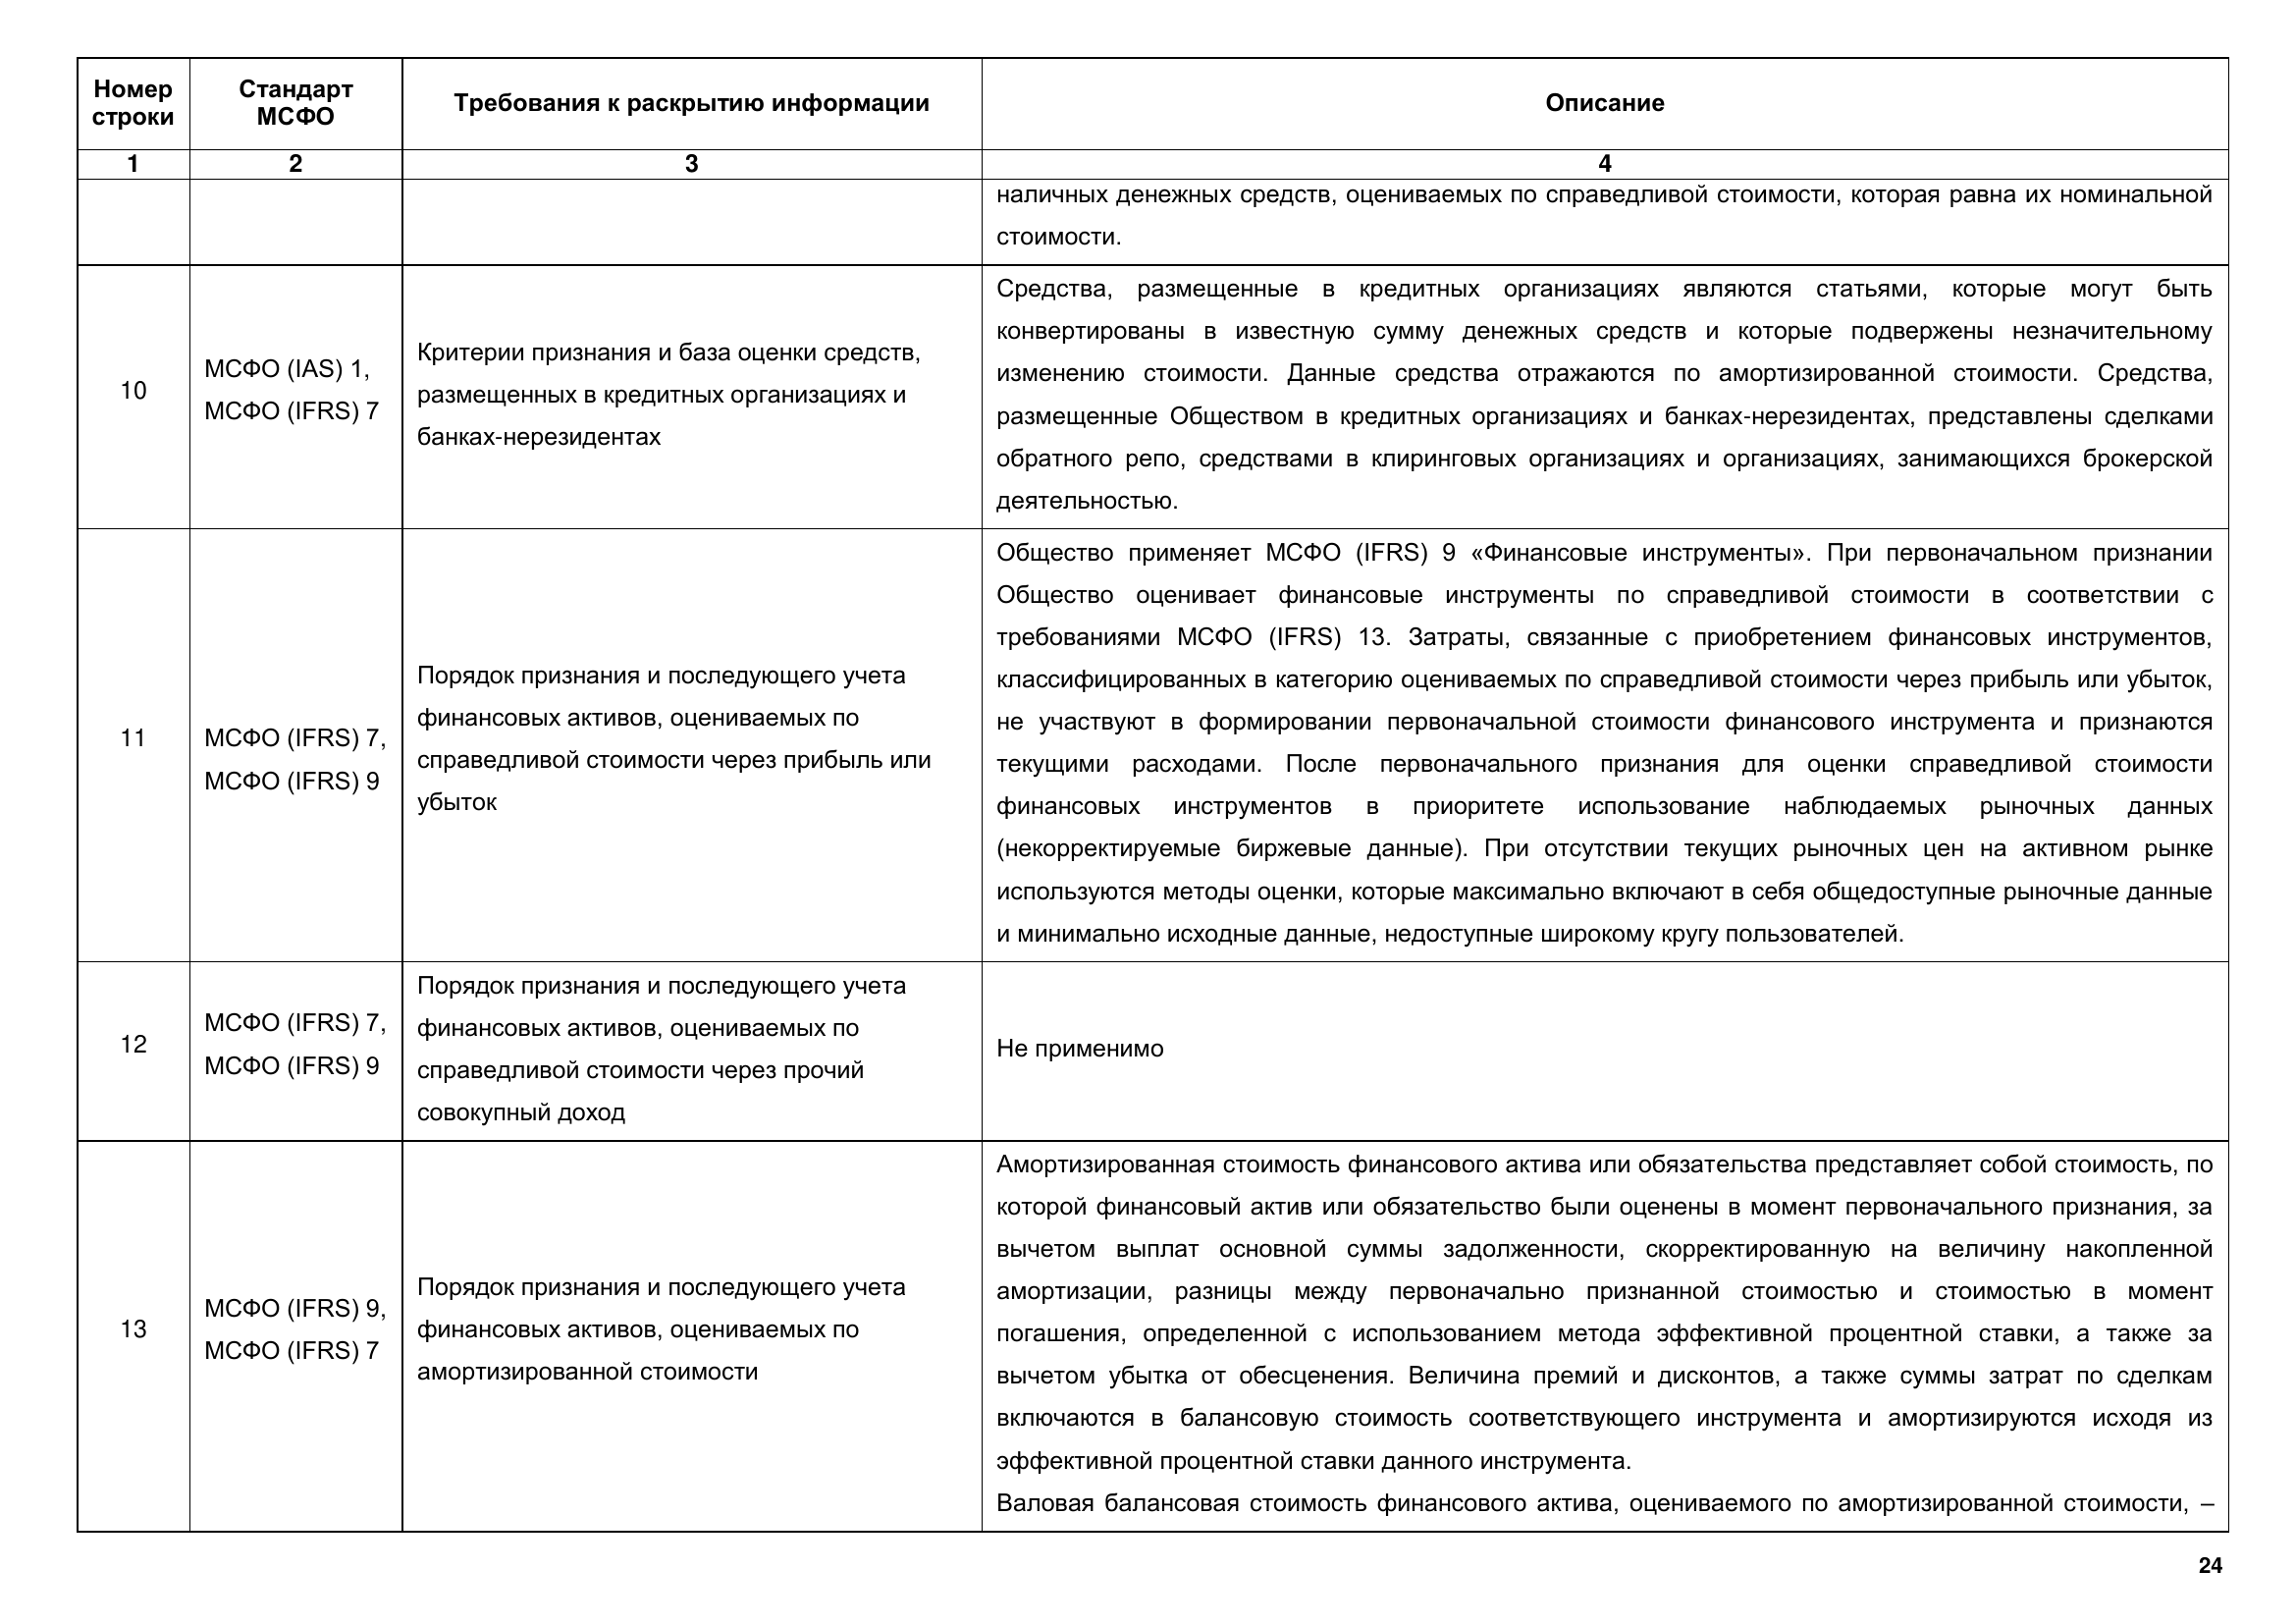 Номер строки
Стандарт МСФО
Требования к раскрытию информации
Описание
1
2
3
4
наличных денежных средств, оцениваемых по справедливой стоимости, которая равна их номинальной
стоимости.
10
МСФО (IAS) 1,
МСФО (IFRS) 7
Критерии признания и база оценки средств,
размещенных в кредитных организациях и
банках-нерезидентах
Средства, размещенные в кредитных организациях являются статьями, которые могут быть
конвертированы в известную сумму денежных средств и которые подвержены незначительному
изменению стоимости. Данные средства отражаются по амортизированной стоимости. Средства,
размещенные Обществом в кредитных организациях и банках-нерезидентах, представлены сделками
обратного репо, средствами в клиринговых организациях и организациях, занимающихся брокерской
деятельностью.
11
МСФО (IFRS) 7,
МСФО (IFRS) 9
Порядок признания и последующего учета
финансовых активов, оцениваемых по
справедливой стоимости через прибыль или
убыток
Общество применяет МСФО (IFRS) 9 «Финансовые инструменты». При первоначальном признании
Общество оценивает финансовые инструменты по справедливой стоимости в соответствии с
требованиями МСФО (IFRS) 13. Затраты, связанные с приобретением финансовых инструментов,
классифицированных в категорию оцениваемых по справедливой стоимости через прибыль или убыток,
не участвуют в формировании первоначальной стоимости финансового инструмента и признаются
текущими расходами. После первоначального признания для оценки справедливой стоимости
финансовых инструментов в приоритете использование наблюдаемых рыночных данных
(некорректируемые биржевые данные). При отсутствии текущих рыночных цен на активном рынке
используются методы оценки, которые максимально включают в себя общедоступные рыночные данные
и минимально исходные данные, недоступные широкому кругу пользователей.
12
МСФО (IFRS) 7,
МСФО (IFRS) 9
Порядок признания и последующего учета
финансовых активов, оцениваемых по
справедливой стоимости через прочий
совокупный доход
Не применимо
13
МСФО (IFRS) 9,
МСФО (IFRS) 7
Порядок признания и последующего учета
финансовых активов, оцениваемых по
амортизированной стоимости
Амортизированная стоимость финансового актива или обязательства представляет собой стоимость, по
которой финансовый актив или обязательство были оценены в момент первоначального признания, за
вычетом выплат основной суммы задолженности, скорректированную на величину накопленной
амортизации, разницы между первоначально признанной стоимостью и стоимостью в момент
погашения, определенной с использованием метода эффективной процентной ставки, а также за
вычетом убытка от обесценения. Величина премий и дисконтов, а также суммы затрат по сделкам
включаются в балансовую стоимость соответствующего инструмента и амортизируются исходя из
эффективной процентной ставки данного инструмента.
Валовая балансовая стоимость финансового актива, оцениваемого по амортизированной стоимости, –
24